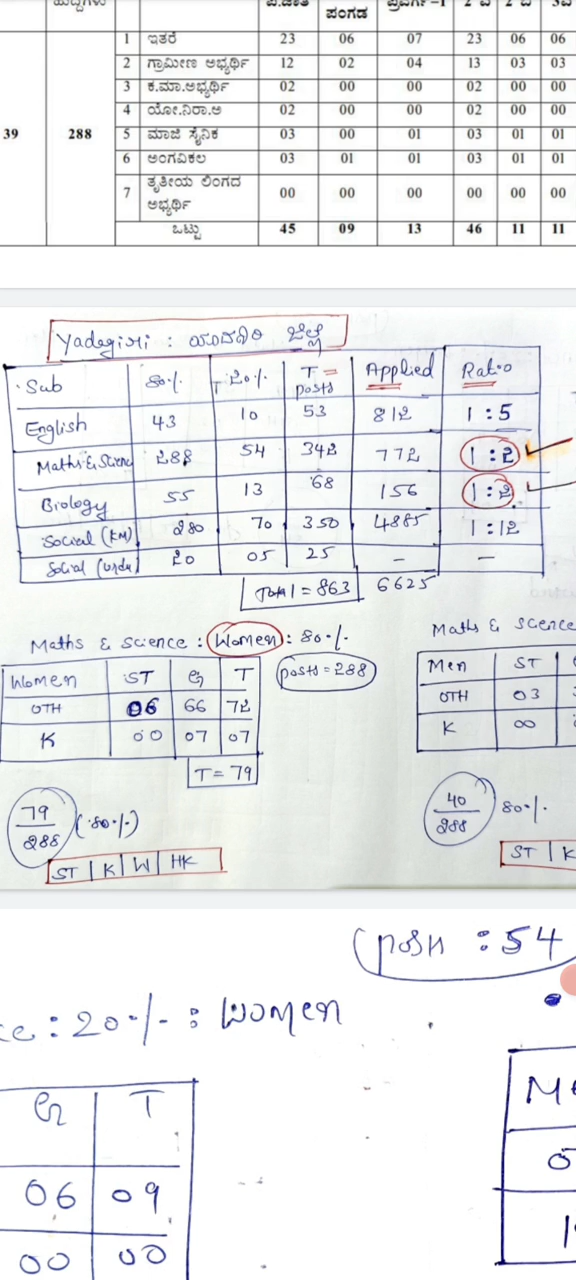 ಪಂಗಡ
1 ಇತರೆ 23 06 07 23 06 06
2 ಗ್ರಾಮೀಣ ಅಭ್ಯರ್ಥಿ 12 02 04 13 03 03
3 ಕ.ಮಾ.ಅಭ್ಯರ್ಥಿ 02 00 00 02 00 00
4 ಯೋ.ನಿರಾ.ಅ 02 00 00 02 00 00
39 288 5 ಮಾಜಿ ಸೈನಿಕ 03 00 01 03 01 01
6 ಅಂಗವಿಕಲ 03 01 01 03 01 01
7 ತೃತೀಯ ಲಿಂಗದ ಅಭ್ಯರ್ಥಿ 00 00 00 00 00 00
ಒಟ್ಟು 45 09 13 46 11 11
Yadagiri : ಯಾದಗಿರಿ ಜಿಲ್ಲೆ
Sub 80% 20% T posts Applied Ratio
English 43 10 53 812 1:5
Maths & Science 288 54 342 772 1:2
Biology 55 13 68 156 1:2
Social (KM) 280 70 350 4885 1:12
Social (Urdu) 20 05 25 – –
Total = 863 6625
Maths & Science : Women : 80%
posts = 288
Women ST G T
OTH 06 66 72
K 00 07 07
T = 79
79/288 (80%)
ST | K | W | HK
Maths & Science
Men ST
OTH 03
K 00
40/288 80%
ST | K
posts : 54
ce : 20% : Women
G T
06 09
00 00